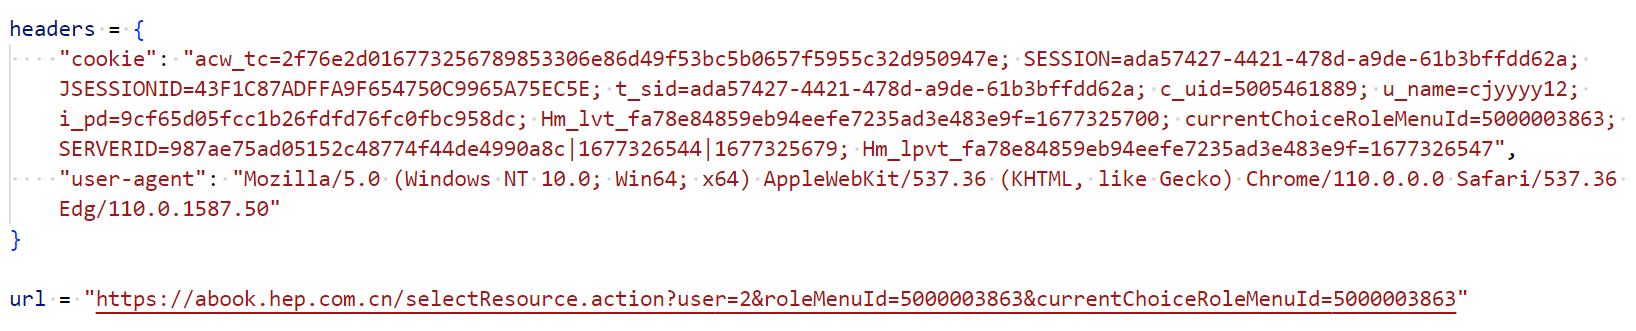 headers = {
"cookie": "acw_tc=2f76e2d016773256789853306e86d49f53bc5b0657f5955c32d950947e; SESSION=ada57427-4421-478d-a9de-61b3bffdd62a;
JSESSIONID=43F1C87ADFFA9F654750C9965A75EC5E; t_sid=ada57427-4421-478d-a9de-61b3bffdd62a; c_uid=5005461889; u_name=cjyyyy12;
i_pd=9cf65d05fcc1b26fdfd76fc0fbc958dc; Hm_lvt_fa78e84859eb94eefe7235ad3e483e9f=1677325700; currentChoiceRoleMenuId=5000003863;
SERVERID=987ae75ad05152c48774f44de4990a8c|1677326544|1677325679; Hm_lpvt_fa78e84859eb94eefe7235ad3e483e9f=1677326547",
"user-agent": "Mozilla/5.0 (Windows NT 10.0; Win64; x64) AppleWebKit/537.36 (KHTML, like Gecko) Chrome/110.0.0.0 Safari/537.36
Edg/110.0.1587.50"
}
url = "https://abook.hep.com.cn/selectResource.action?user=2&roleMenuId=5000003863&currentChoiceRoleMenuId=5000003863"